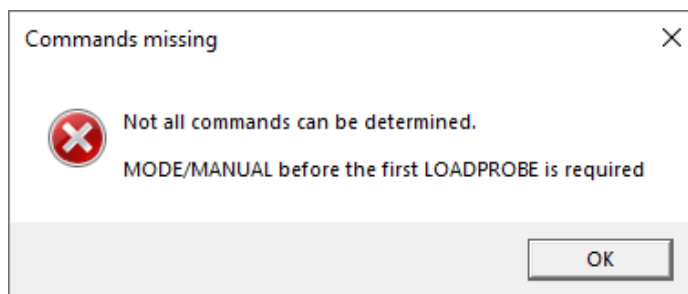 Commands missing
Not all commands can be determined.
MODE/MANUAL before the first LOADPROBE is required
OK